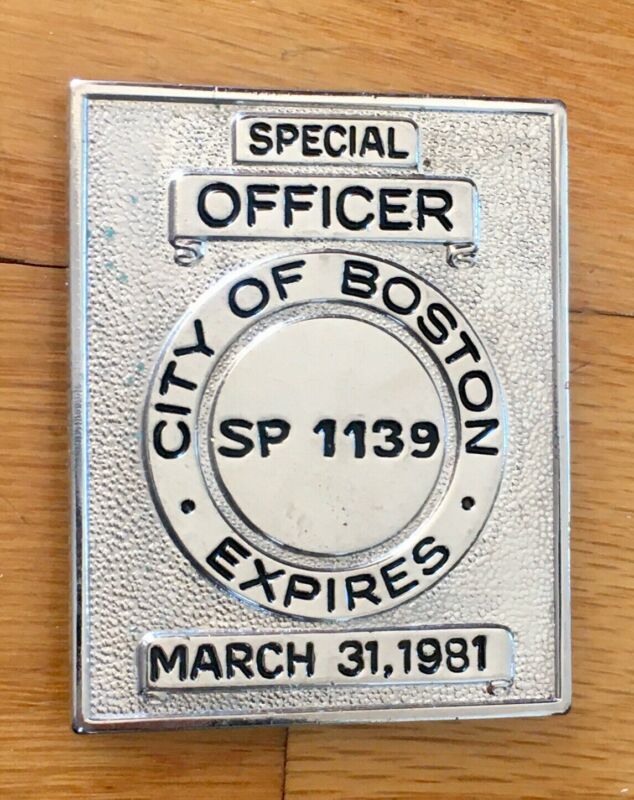 SPECIAL
OFFICER
CITY OF BOSTON
SP 1139
• EXPIRES •
MARCH 31,1981